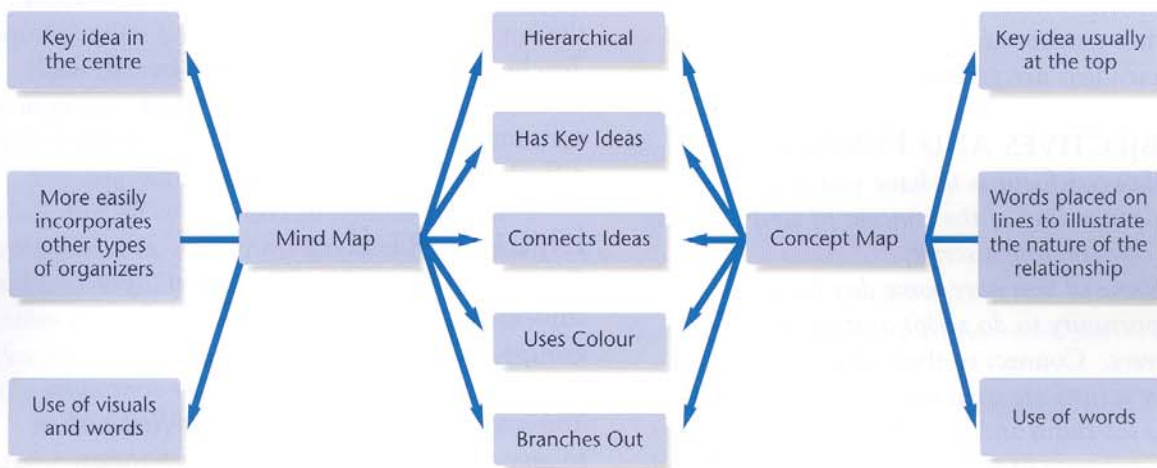 Key idea in
the centre
More easily
incorporates
other types
of organizers
Use of visuals
and words
Mind Map
Hierarchical
Has Key Ideas
Connects Ideas
Uses Colour
Branches Out
Concept Map
Key idea usually
at the top
Words placed on
lines to illustrate
the nature of the
relationship
Use of words